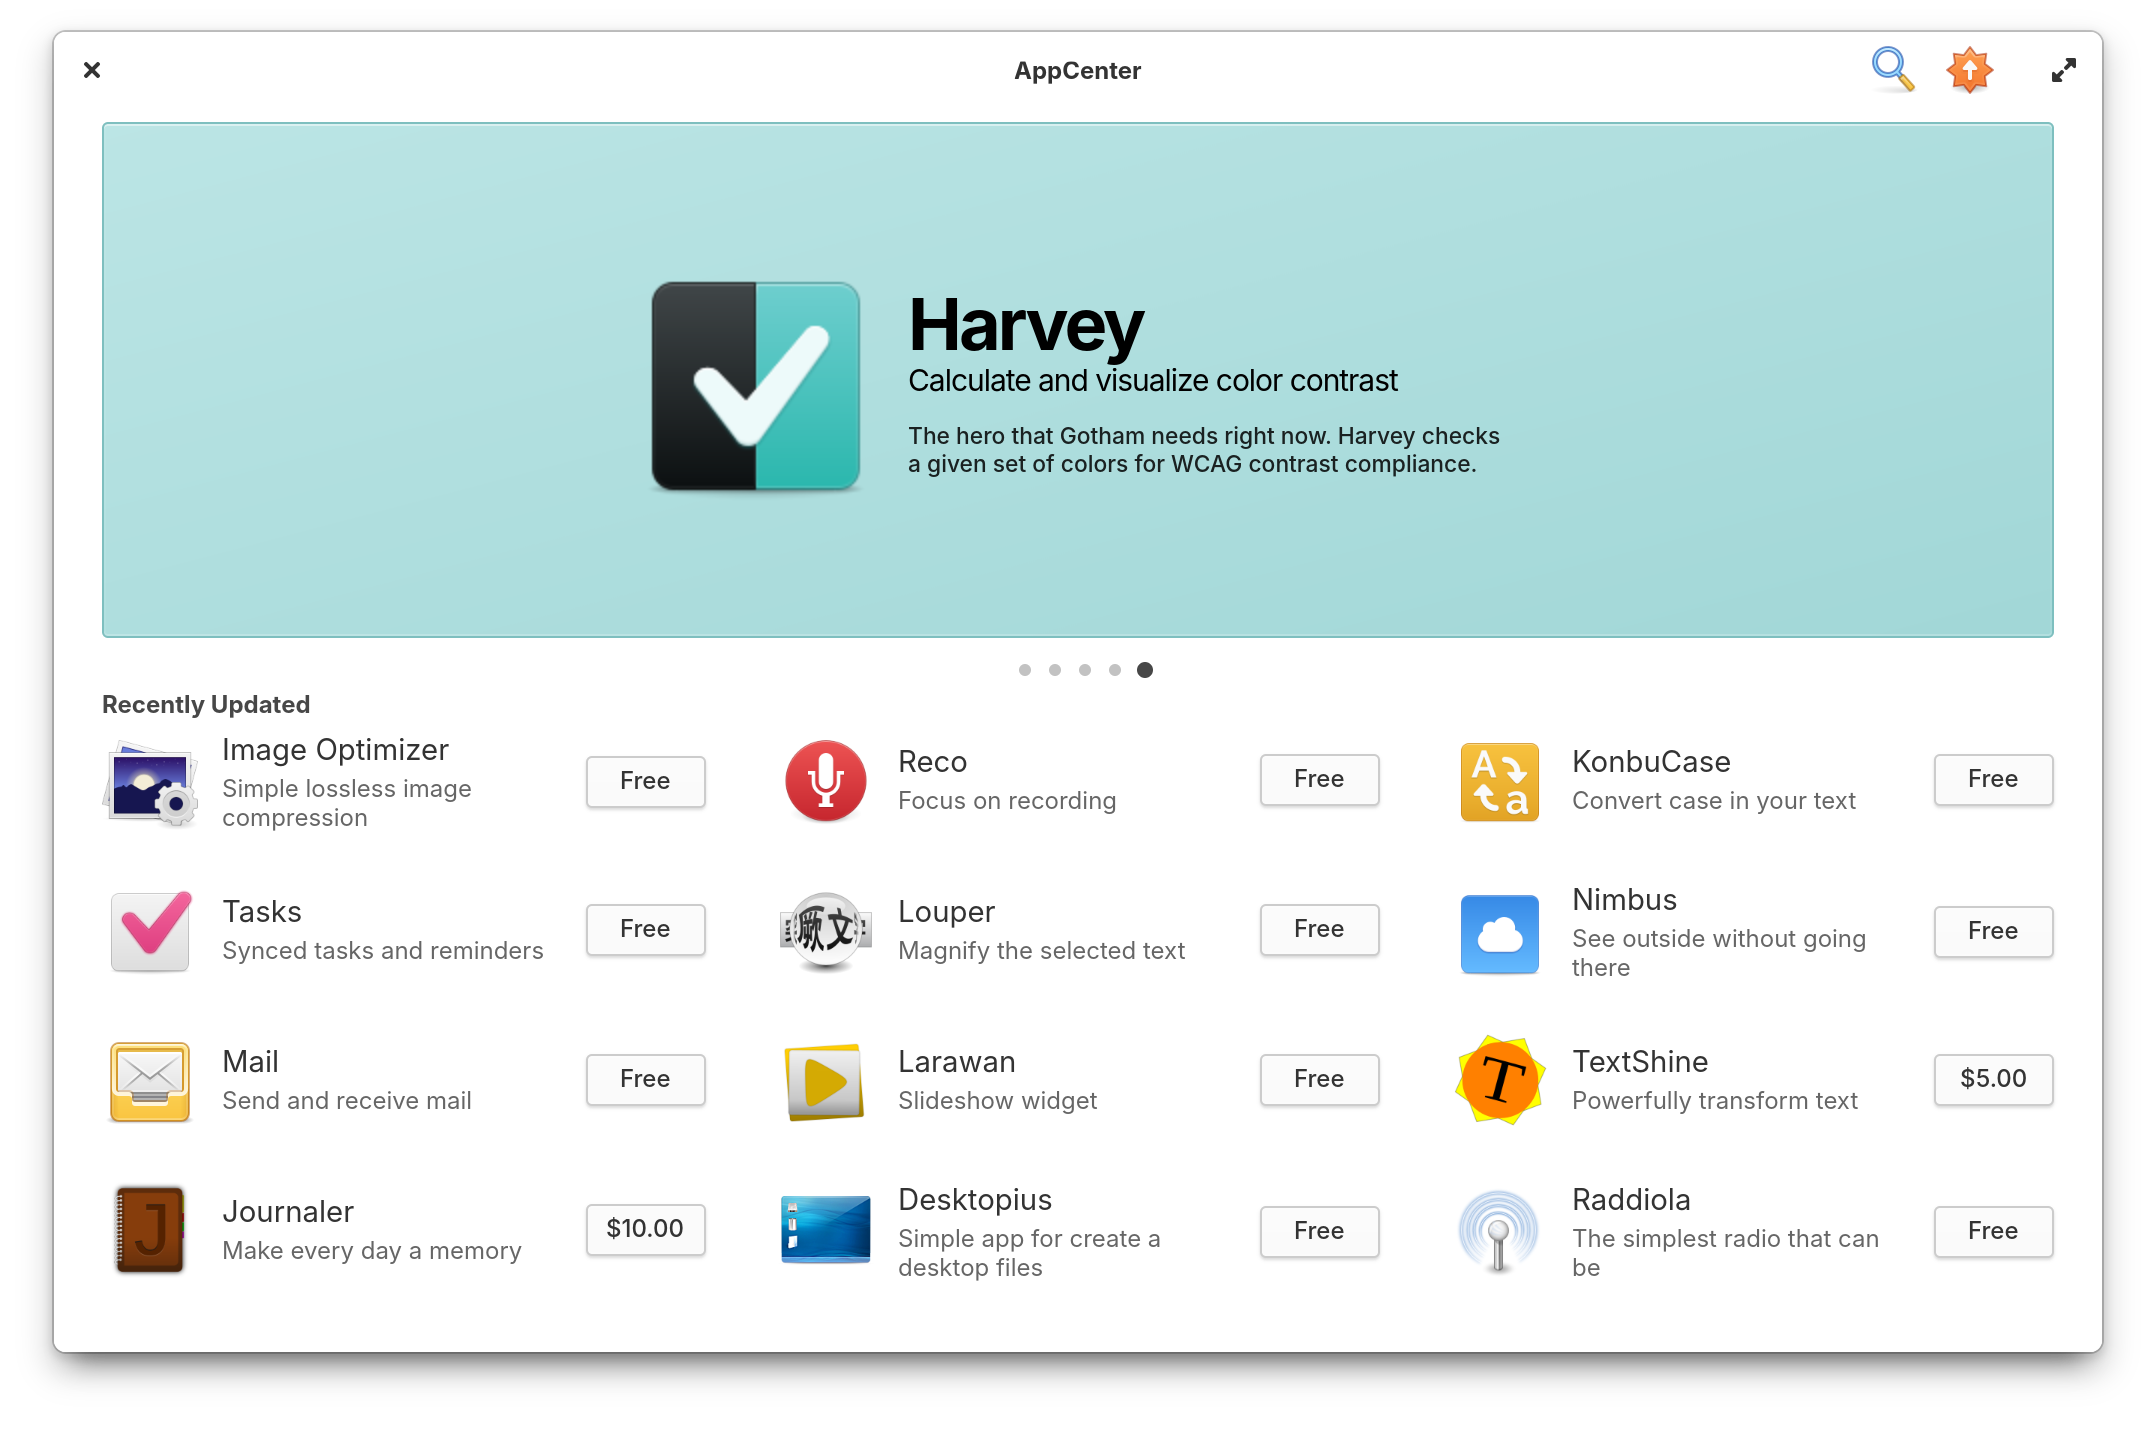 AppCenter
Harvey
Calculate and visualize color contrast
The hero that Gotham needs right now. Harvey checks
a given set of colors for WCAG contrast compliance.
Recently Updated
Image Optimizer
Simple lossless image
compression
Free
Reco
Focus on recording
Free
A
a
KonbuCase
Convert case in your text
Free
Tasks
Synced tasks and reminders
Free
文
Louper
Magnify the selected text
Free
Nimbus
See outside without going
there
Free
Mail
Send and receive mail
Free
Larawan
Slideshow widget
Free
T
TextShine
Powerfully transform text
$5.00
J
Journaler
Make every day a memory
$10.00
Desktopius
Simple app for create a
desktop files
Free
Raddiola
The simplest radio that can
be
Free